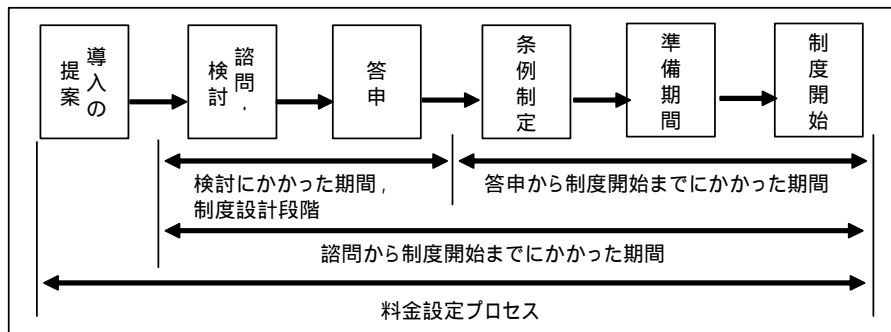 導入の
提案
諮問,
検討
答申
条例制定
準備期間
制度開始
検討にかかった期間,
制度設計段階
答申から制度開始までにかかった期間
諮問から制度開始までにかかった期間
料金設定プロセス